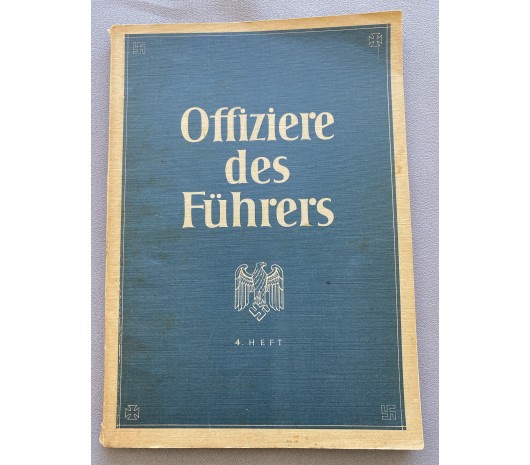 Offiziere
des
Führers
4. HEFT